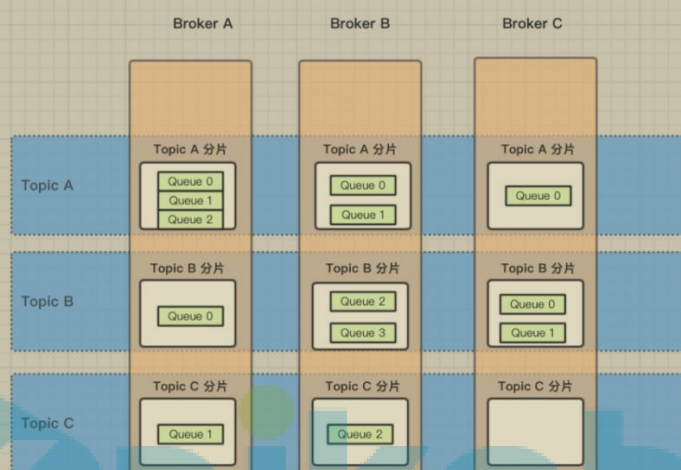 Broker A
Broker B
Broker C
Topic A
Topic A 分片
Queue 0
Queue 1
Queue 2
Topic A 分片
Queue 0
Queue 1
Topic A 分片
Queue 0
Topic B
Topic B 分片
Queue 0
Topic B 分片
Queue 2
Queue 3
Topic B 分片
Queue 0
Queue 1
Topic C
Topic C 分片
Queue 1
Topic C 分片
Queue 2
Topic C 分片